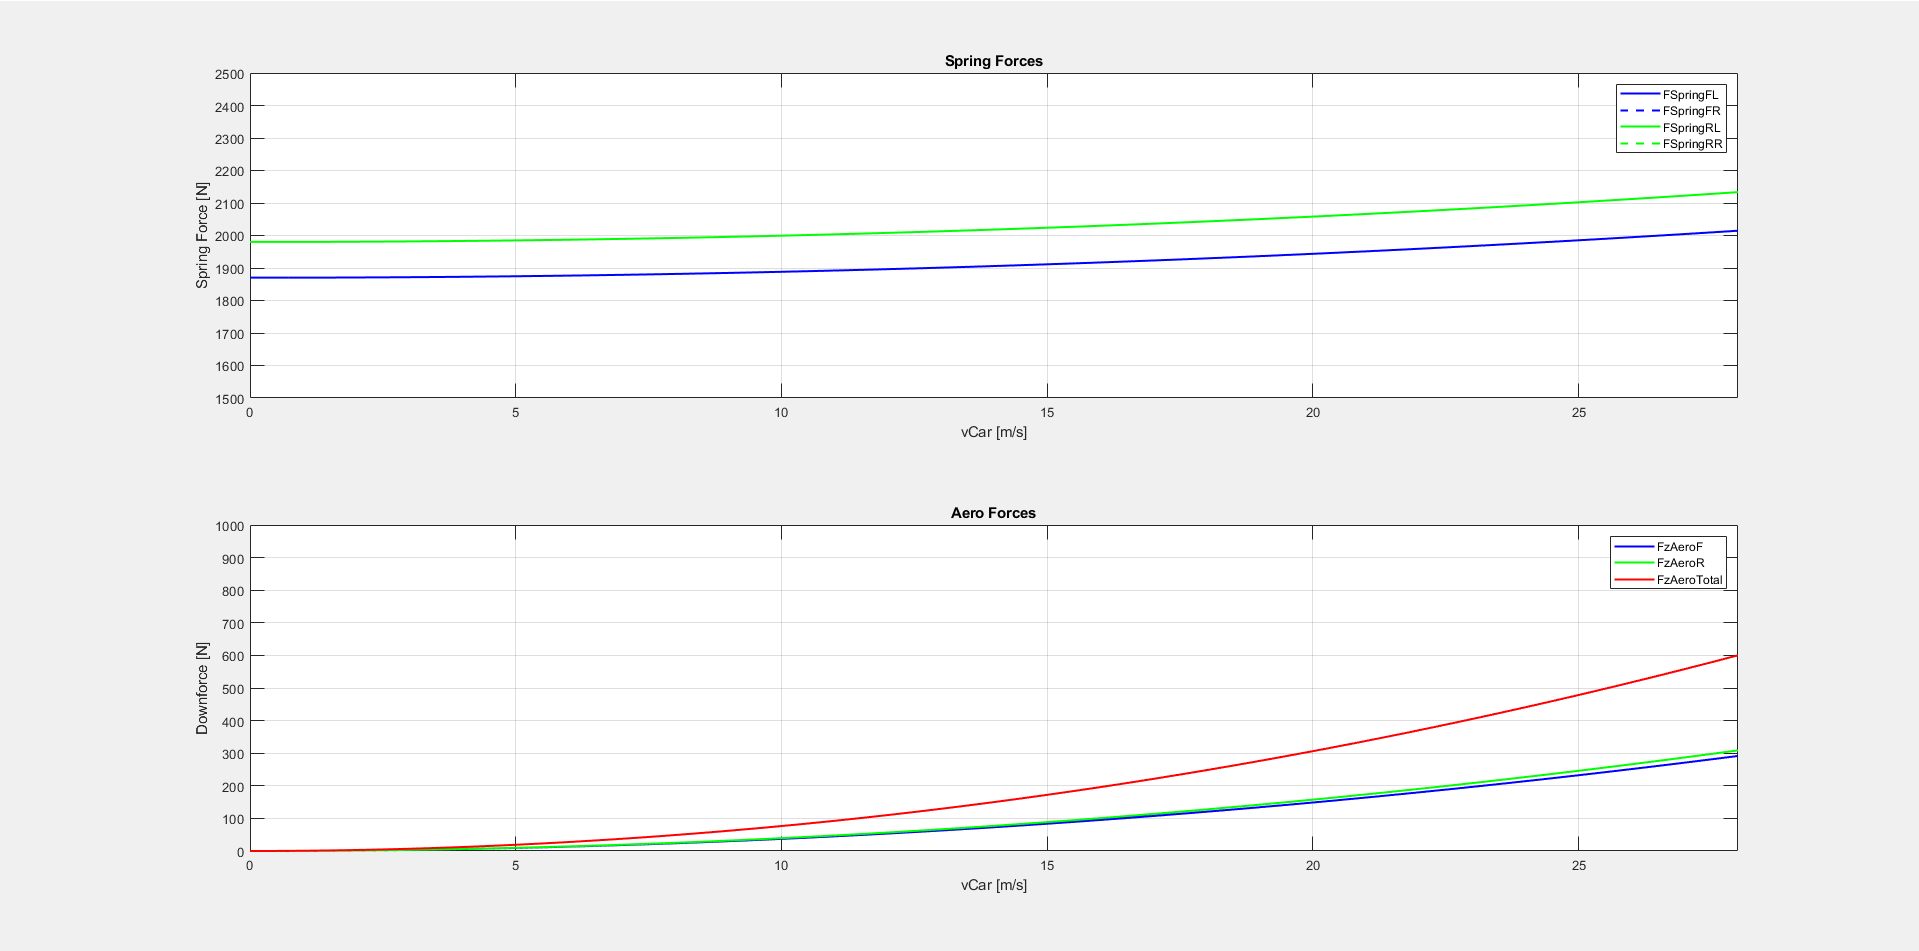 Spring Forces
2500
2400
2300
2200
2100
2000
1900
1800
1700
1600
1500
Spring Force [N]
FSpringFL
FSpringFR
FSpringRL
FSpringRR
0 5 10 15 20 25
vCar [m/s]
Aero Forces
1000
900
800
700
600
500
400
300
200
100
0
Downforce [N]
FzAeroF
FzAeroR
FzAeroTotal
0 5 10 15 20 25
vCar [m/s]